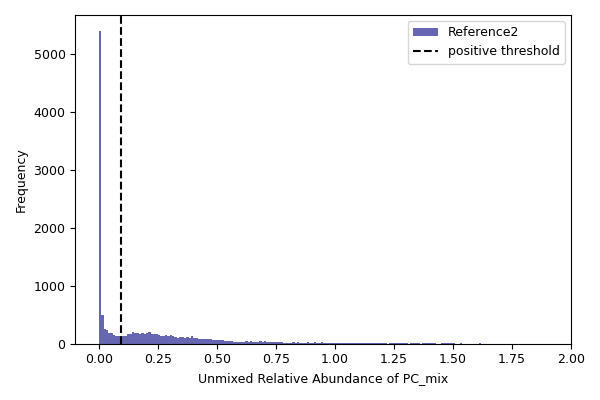 Reference2
positive threshold
5000
4000
3000
2000
1000
0
Frequency
0.00 0.25 0.50 0.75 1.00 1.25 1.50 1.75 2.00
Unmixed Relative Abundance of PC_mix